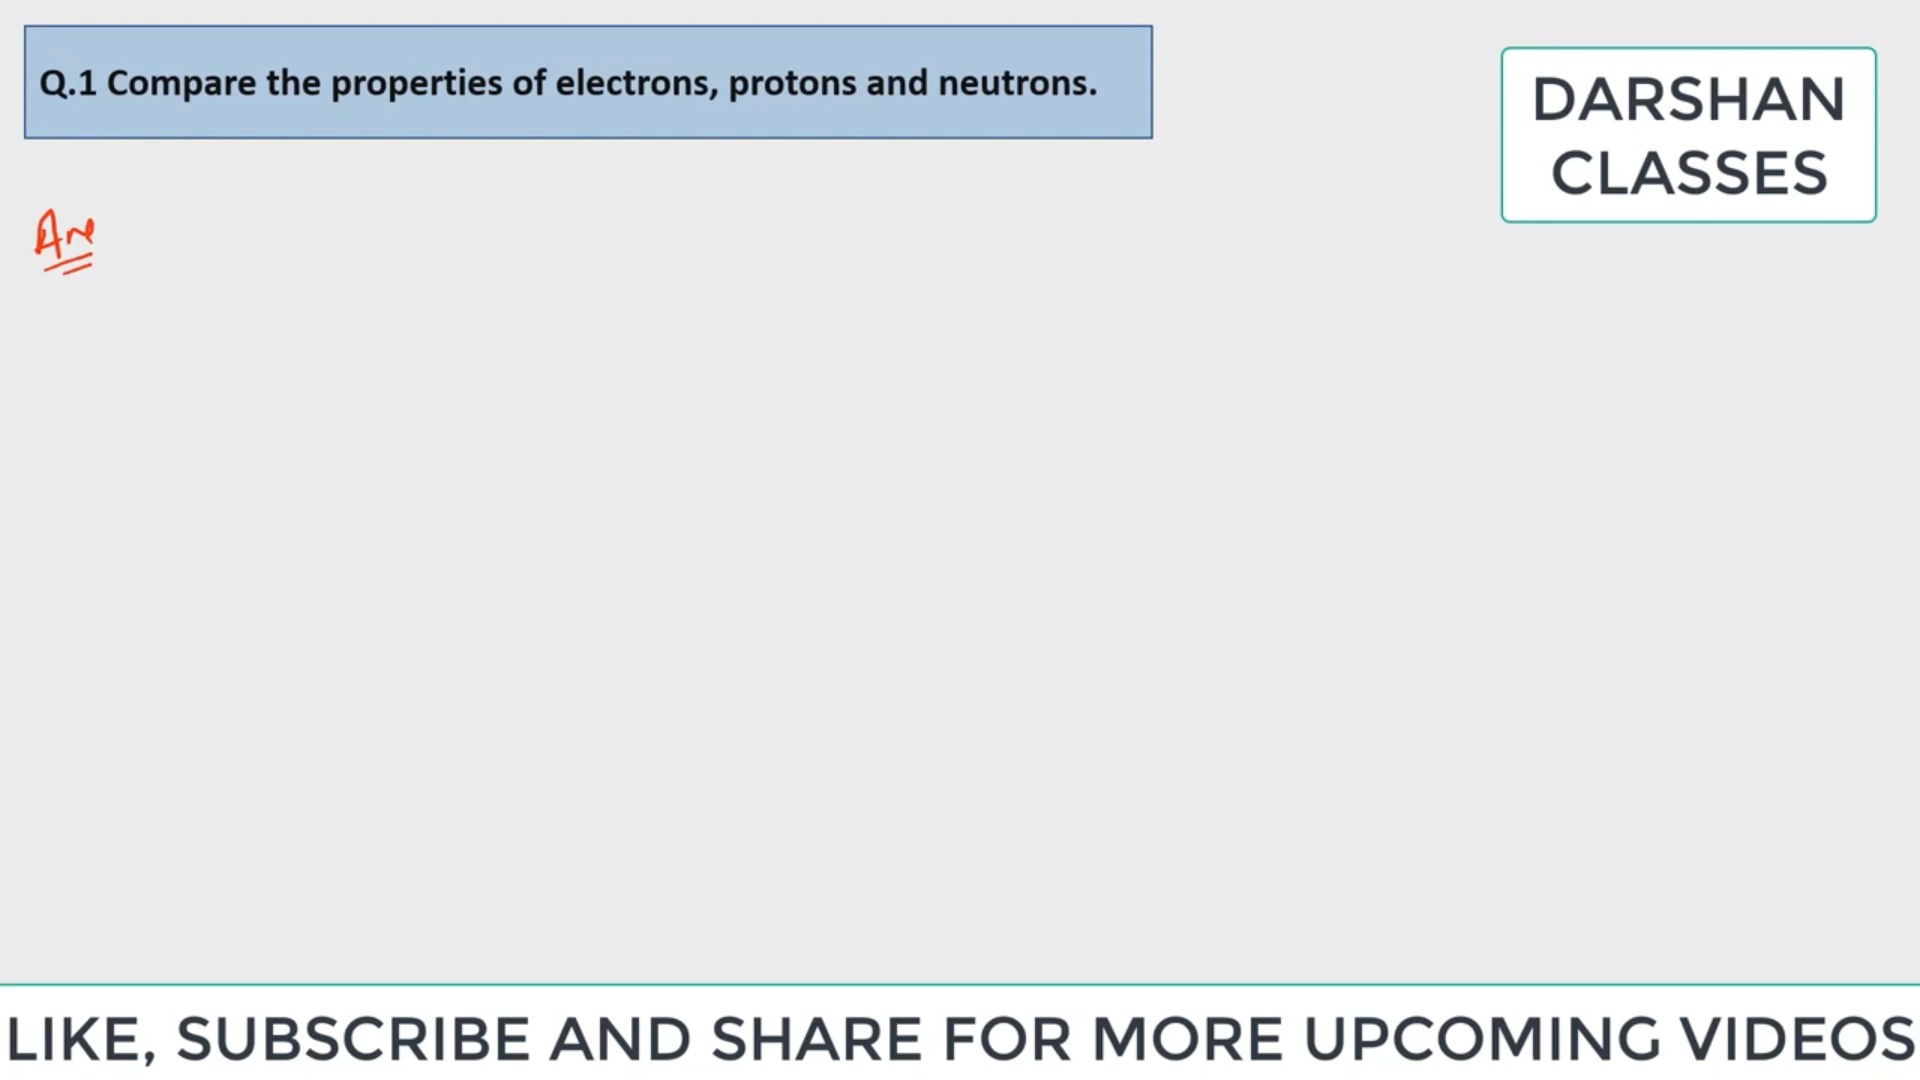 Q.1 Compare the properties of electrons, protons and neutrons.
DARSHAN
CLASSES
Ans
LIKE, SUBSCRIBE AND SHARE FOR MORE UPCOMING VIDEOS